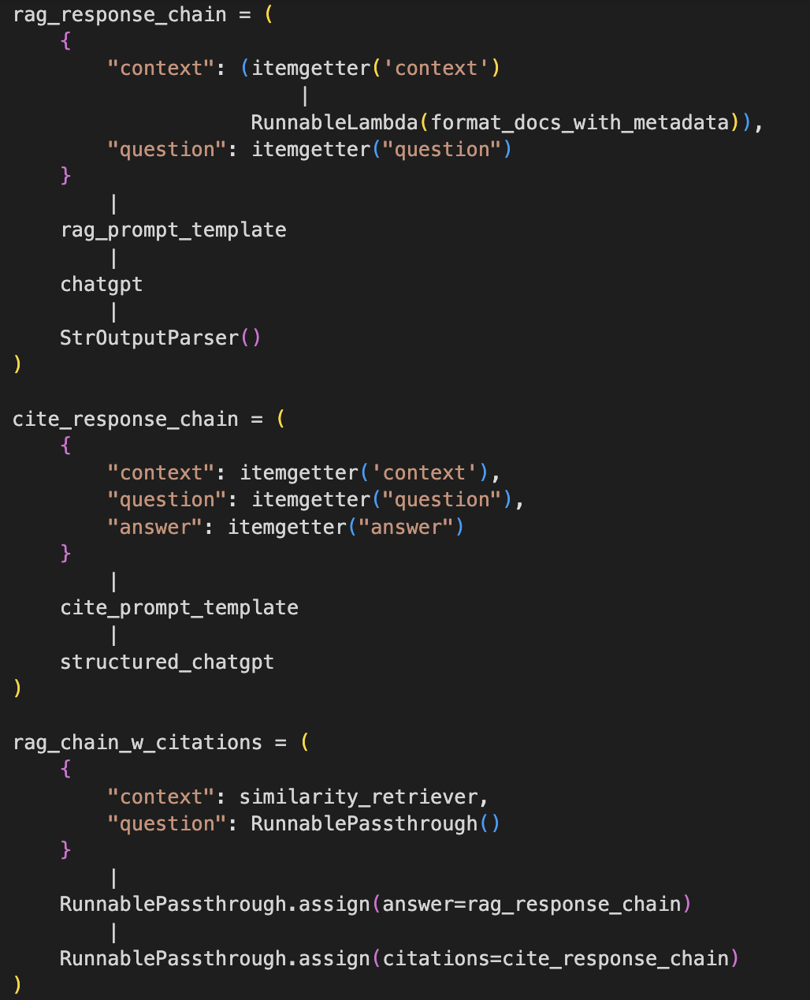 rag_response_chain = (
    {
        "context": (itemgetter('context')
                        |
                    RunnableLambda(format_docs_with_metadata)),
        "question": itemgetter("question")
    }
        |
    rag_prompt_template
        |
    chatgpt
        |
    StrOutputParser()
)

cite_response_chain = (
    {
        "context": itemgetter('context'),
        "question": itemgetter("question"),
        "answer": itemgetter("answer")
    }
        |
    cite_prompt_template
        |
    structured_chatgpt
)

rag_chain_w_citations = (
    {
        "context": similarity_retriever,
        "question": RunnablePassthrough()
    }
        |
    RunnablePassthrough.assign(answer=rag_response_chain)
        |
    RunnablePassthrough.assign(citations=cite_response_chain)
)